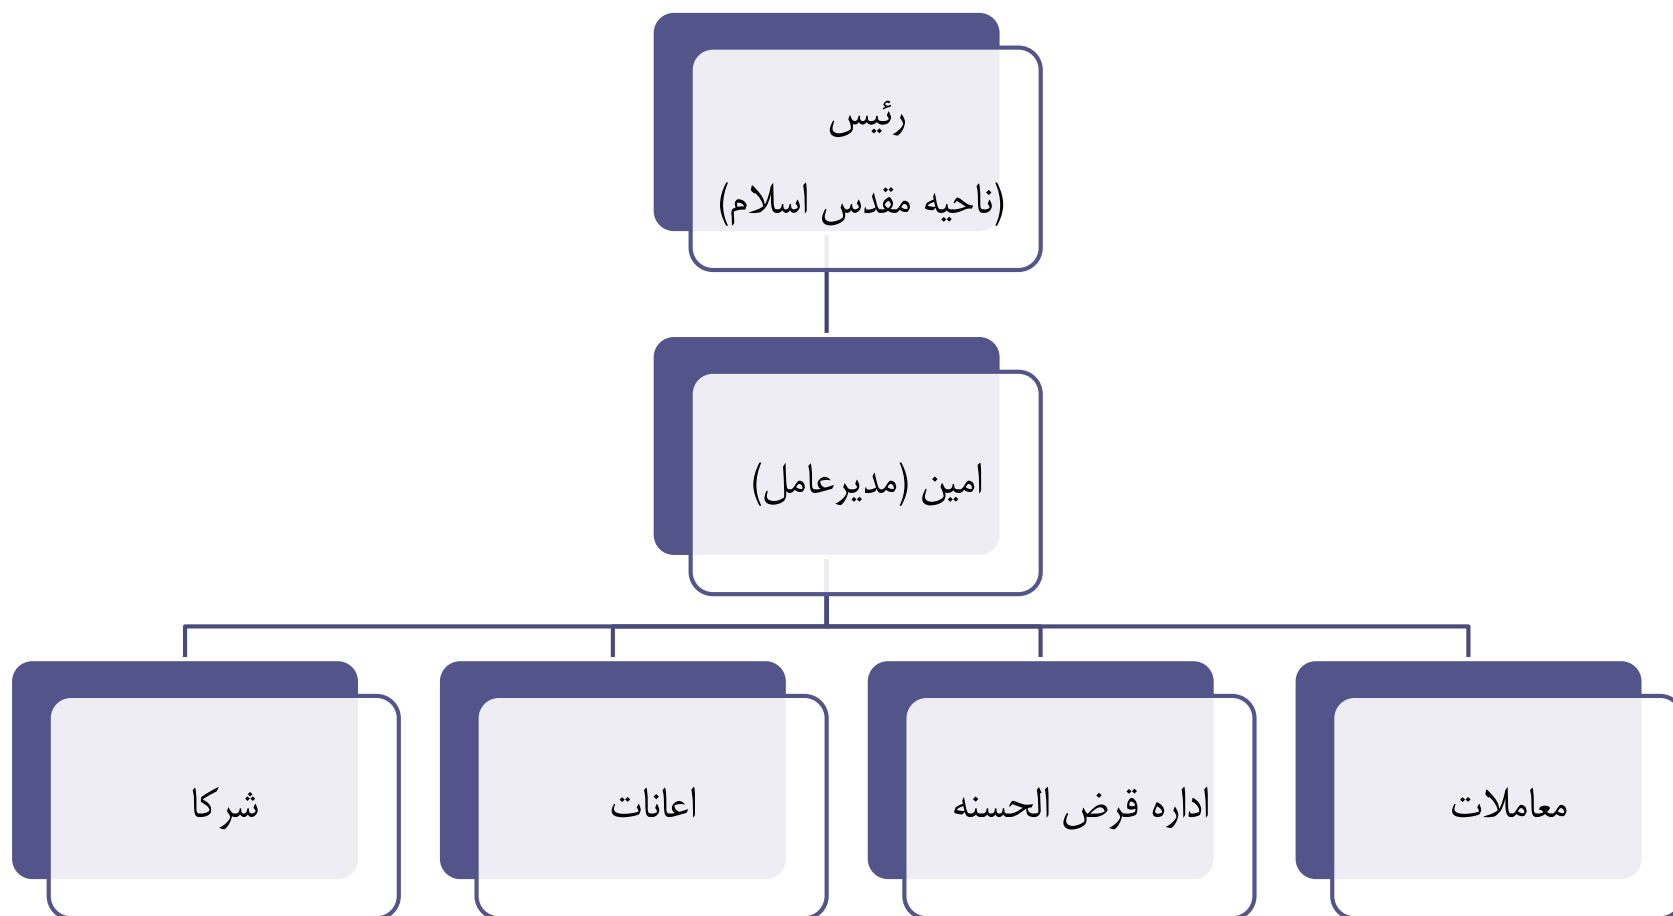 رئیس
(ناحیه مقدس اسلام)
امین (مدیرعامل)
معاملات
اداره قرض الحسنه
اعانات
شرکا